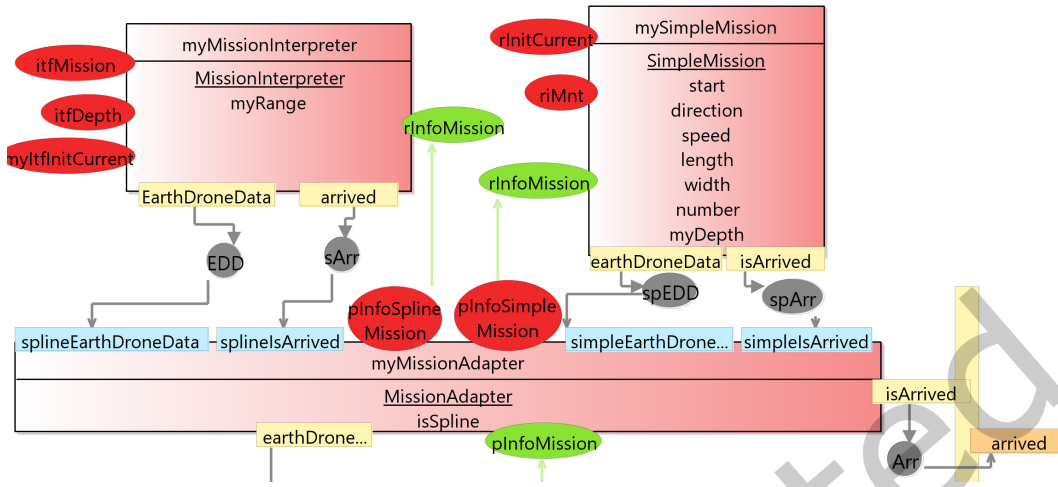 myMissionInterpreter
MissionInterpreter
myRange
itfMission
itfDepth
myItfInitCurrent
EarthDroneData
arrived
rInfoMission
rInitCurrent
riMnt
mySimpleMission
SimpleMission
start
direction
speed
length
width
number
myDepth
rInfoMission
earthDroneData
isArrived
EDD
sArr
spEDD
spArr
splineEarthDroneData
splineIsArrived
pInfoSpline
Mission
pInfoSimple
Mission
simpleEarthDrone...
simpleIsArrived
myMissionAdapter
MissionAdapter
isSpline
isArrived
earthDrone...
pInfoMission
Arr
arrived